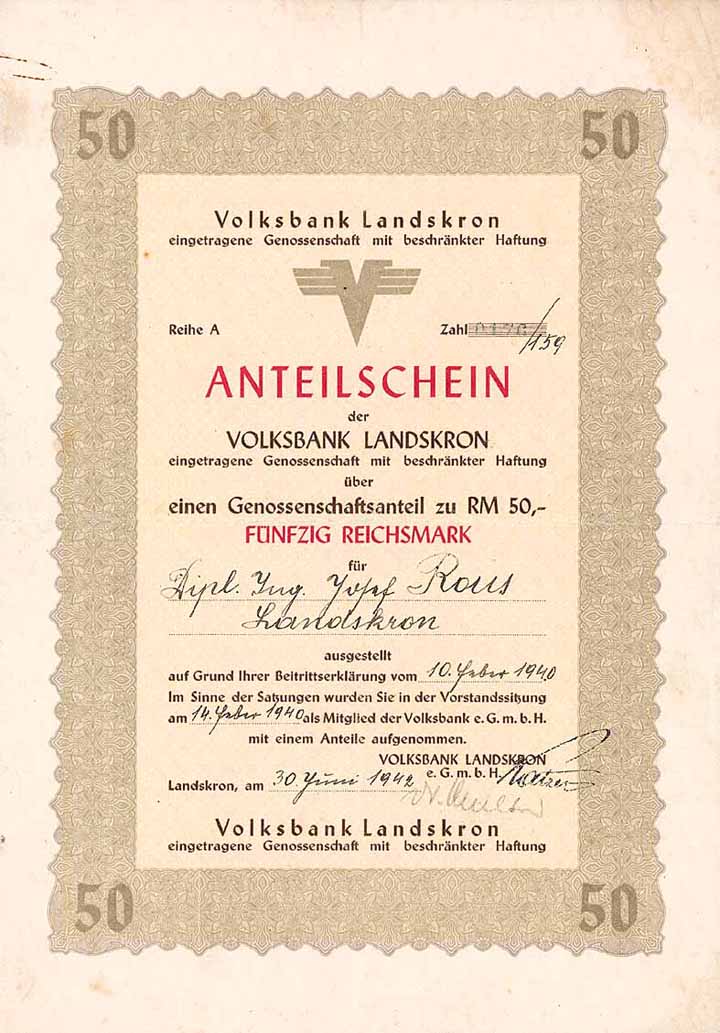 50 50
Volksbank Landskron
eingetragene Genossenschaft mit beschränkter Haftung
Reihe A Zahl /159
ANTEILSCHEIN
der
VOLKSBANK LANDSKRON
eingetragene Genossenschaft mit beschränkter Haftung
über
einen Genossenschaftsanteil zu RM 50,-
FÜNFZIG REICHSMARK
für
Dipl. Ing. Josef Rous
Landskron
ausgestellt
auf Grund Ihrer Beitrittserklärung vom 10. Feber 1940
Im Sinne der Satzungen wurden Sie in der Vorstandssitzung
am 14. Feber 1940 als Mitglied der Volksbank e. G. m. b. H.
mit einem Anteile aufgenommen.
VOLKSBANK LANDSKRON
e. G. m. b. H.
Landskron, am 30 Juni 1942
Volksbank Landskron
eingetragene Genossenschaft mit beschränkter Haftung
50 50